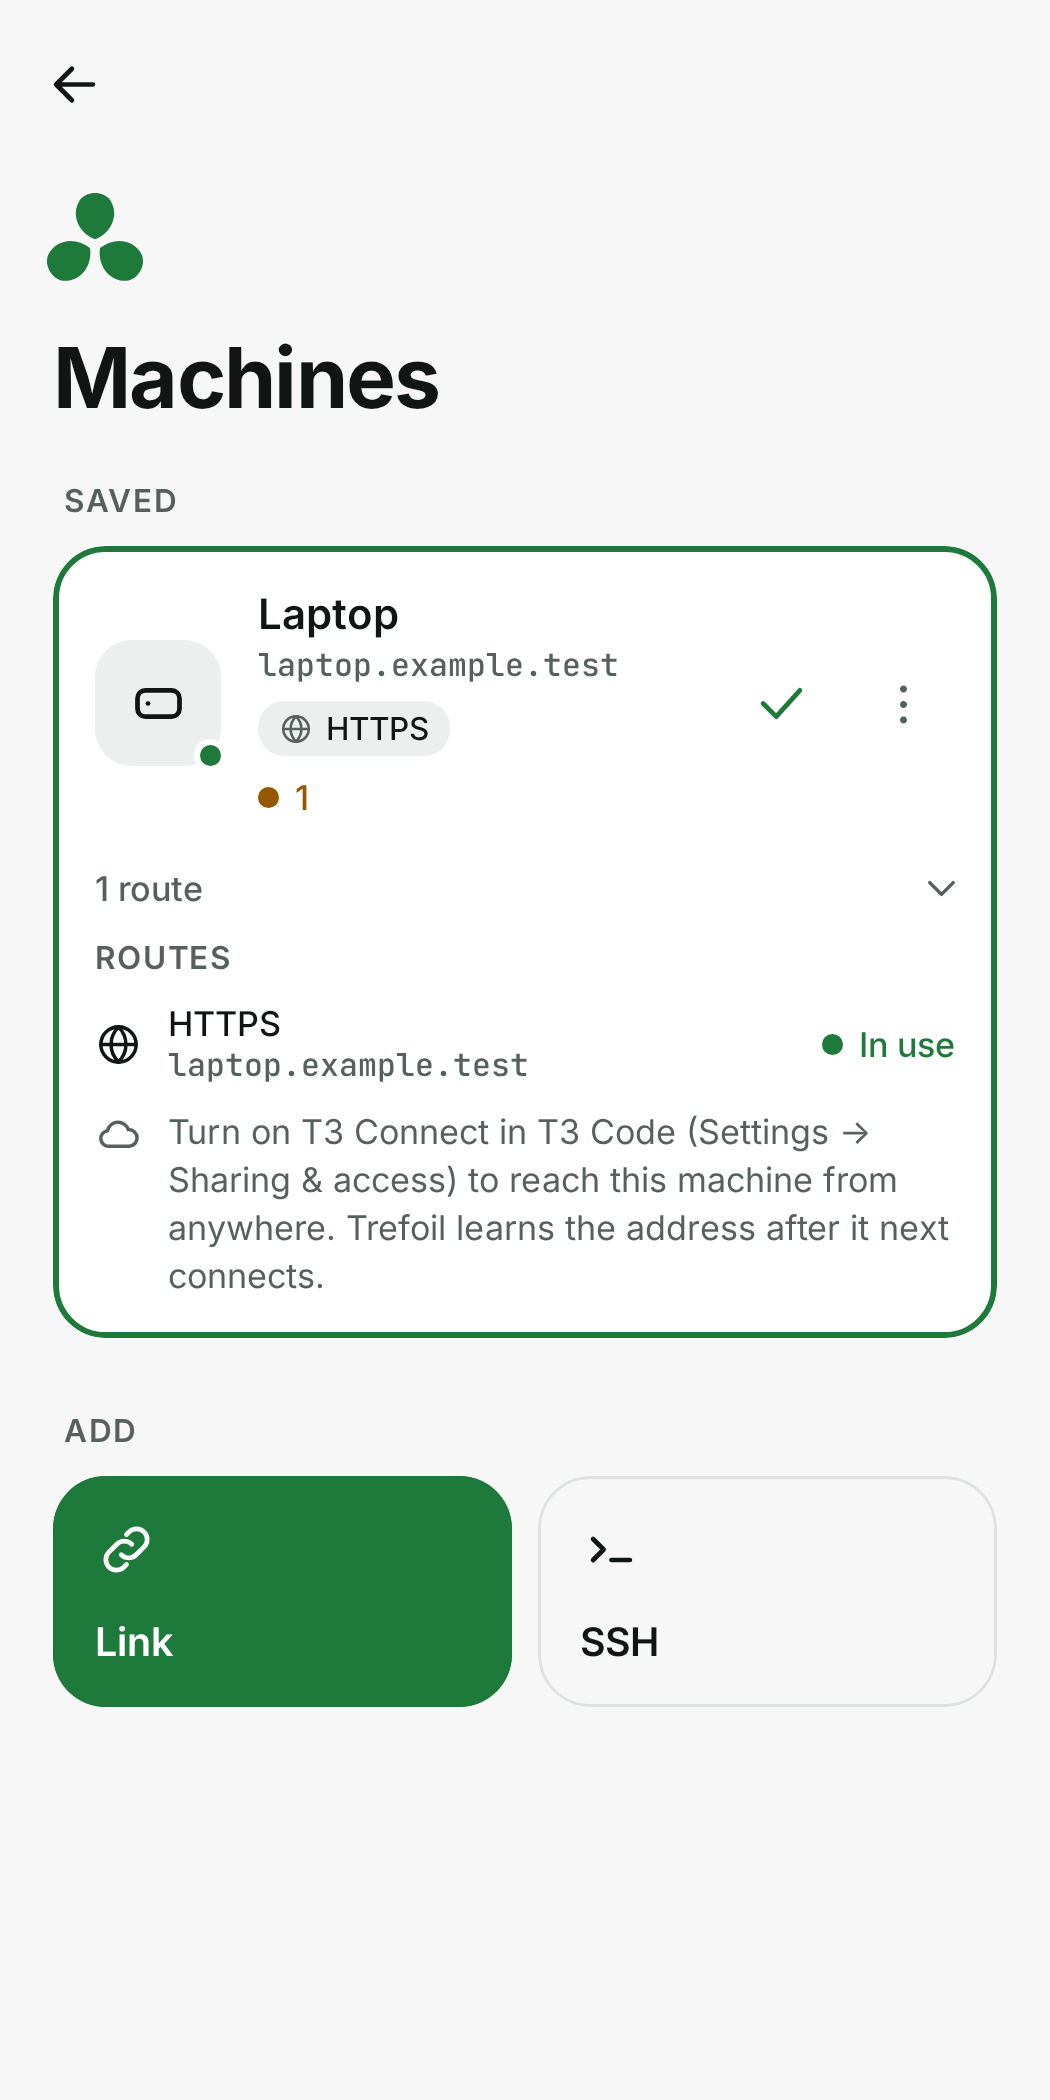 Machines
SAVED
Laptop
laptop.example.test
HTTPS
1
1 route
ROUTES
HTTPS
laptop.example.test
In use
Turn on T3 Connect in T3 Code (Settings →
Sharing & access) to reach this machine from
anywhere. Trefoil learns the address after it next
connects.
ADD
Link
SSH